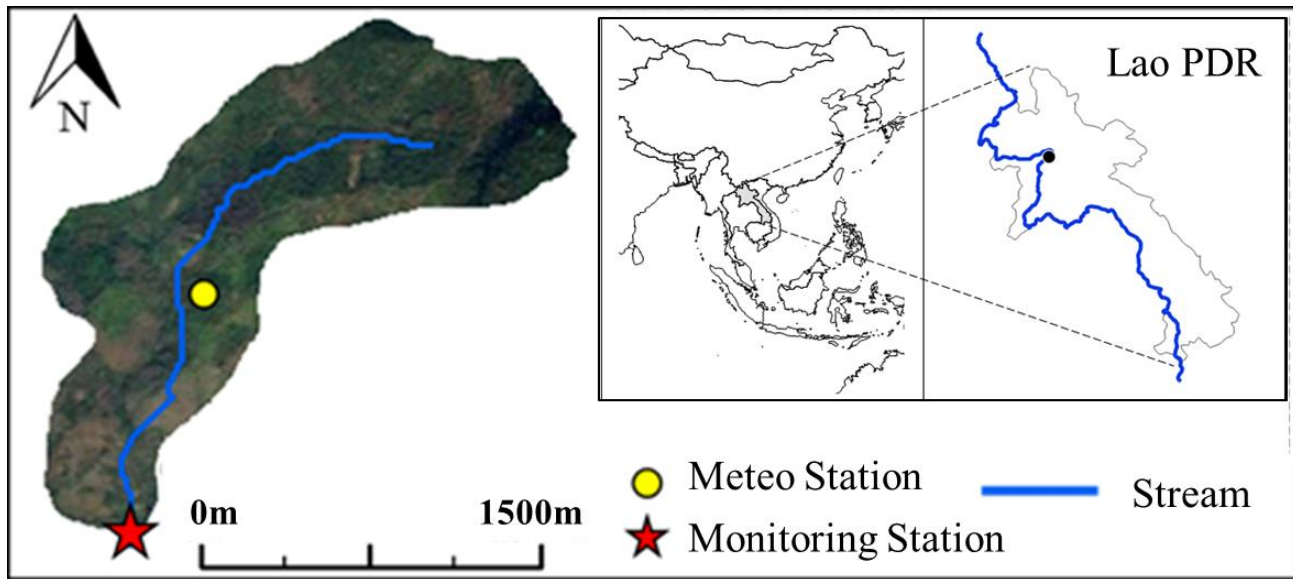 N
Lao PDR
Meteo Station
Stream
0m
1500m
Monitoring Station